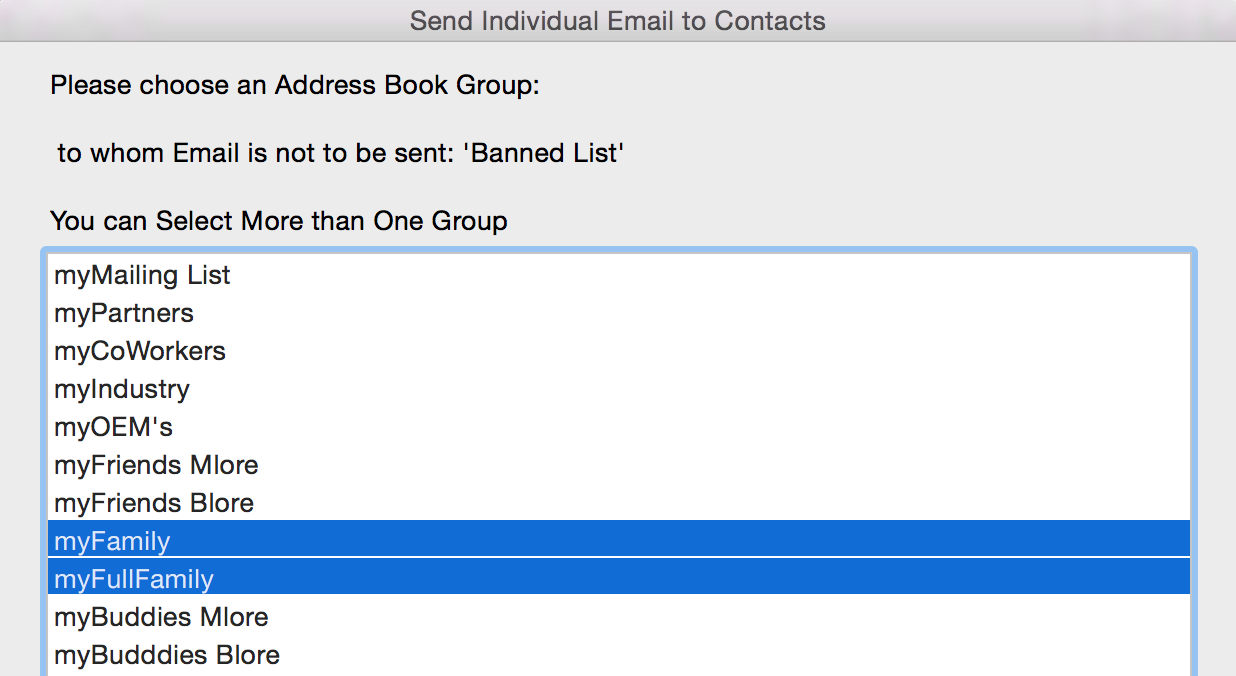 Send Individual Email to Contacts
Please choose an Address Book Group:
to whom Email is not to be sent: 'Banned List'
You can Select More than One Group
myMailing List
myPartners
myCoWorkers
myIndustry
myOEM's
myFriends Mlore
myFriends Blore
myFamily
myFullFamily
myBuddies Mlore
myBudddies Blore